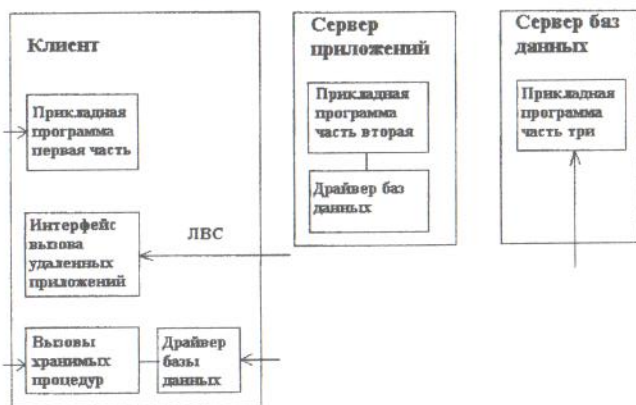 Клиент
Прикладная
программа
первая часть
Интерфейс
вызова
удаленных
приложений
ЛВС
Вызовы
хранимых
процедур
Драйвер
базы
данных
Сервер
приложений
Прикладная
программа
часть вторая
Драйвер баз
данных
Сервер баз
данных
Прикладная
программа
часть три